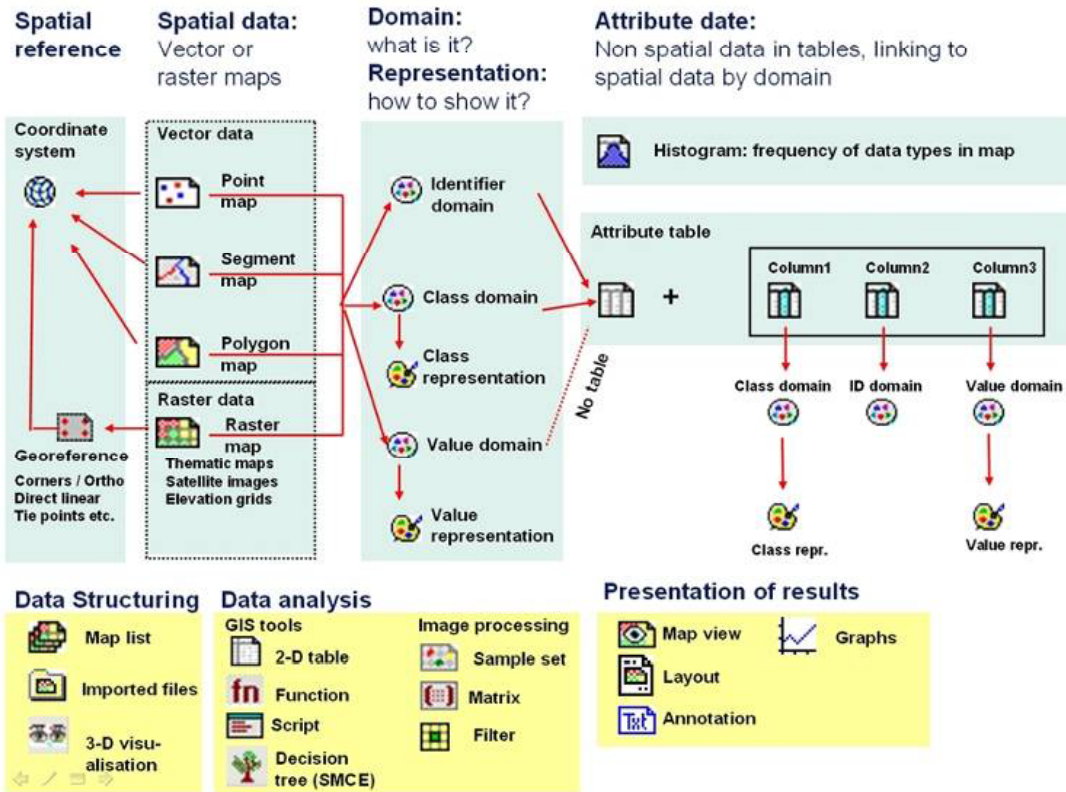 Spatial
reference
Spatial data:
Vector or
raster maps
Domain:
what is it?
Representation:
how to show it?
Attribute date:
Non spatial data in tables, linking to
spatial data by domain
Coordinate
system
Georeference
Corners / Ortho
Direct linear
Tie points etc.
Vector data
Point
map
Segment
map
Polygon
map
Raster data
Raster
map
Thematic maps
Satellite images
Elevation grids
Identifier
domain
Class domain
Class
representation
Value domain
Value
representation
No table
Histogram: frequency of data types in map
Attribute table
+
Column1
Column2
Column3
Class domain
ID domain
Value domain
Class repr.
Value repr.
Data Structuring
Map list
Imported files
3-D visu-
alisation
Data analysis
GIS tools
2-D table
fn
Function
Script
Decision
tree (SMCE)
Image processing
Sample set
Matrix
Filter
Presentation of results
Map view
Graphs
Layout
Txt
Annotation